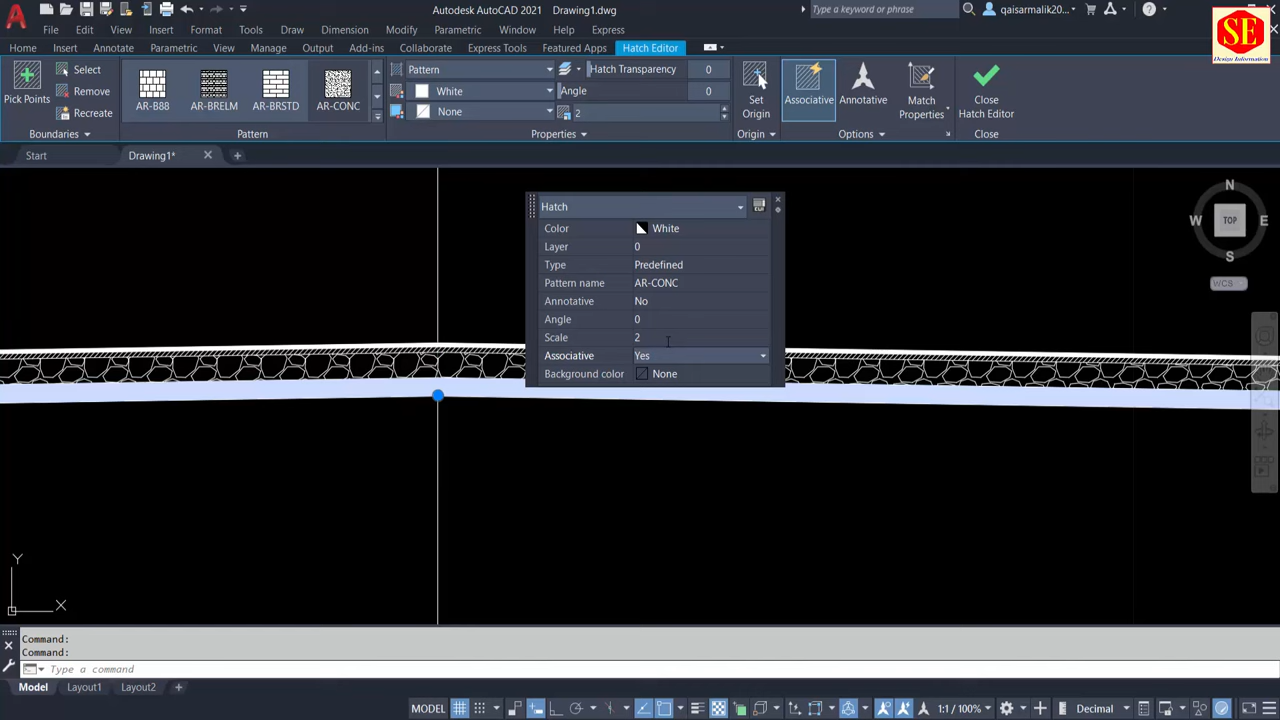 Autodesk AutoCAD 2021 Drawing1.dwg
Type a keyword or phrase
qaisarmalik20...
SE
Design Information
File Edit View Insert Format Tools Draw Dimension Modify Parametric Window Help Express
Home Insert Annotate Parametric View Manage Output Add-ins Collaborate Express Tools Featured Apps Hatch Editor
Pick Points
Select
Remove
Recreate
Boundaries
AR-B88 AR-BRELM AR-BRSTD AR-CONC
Pattern
Pattern
White
None
Hatch Transparency 0
Angle 0
2
Properties
Set Origin
Origin
Associative
Annotative
Match Properties
Options
Close Hatch Editor
Close
Start Drawing1*
Hatch
Color White
Layer 0
Type Predefined
Pattern name AR-CONC
Annotative No
Angle 0
Scale 2
Associative Yes
Background color None
N
W TOP E
S
WCS
Y
X
Command:
Command:
Type a command
Model Layout1 Layout2
MODEL 1:1 / 100% Decimal